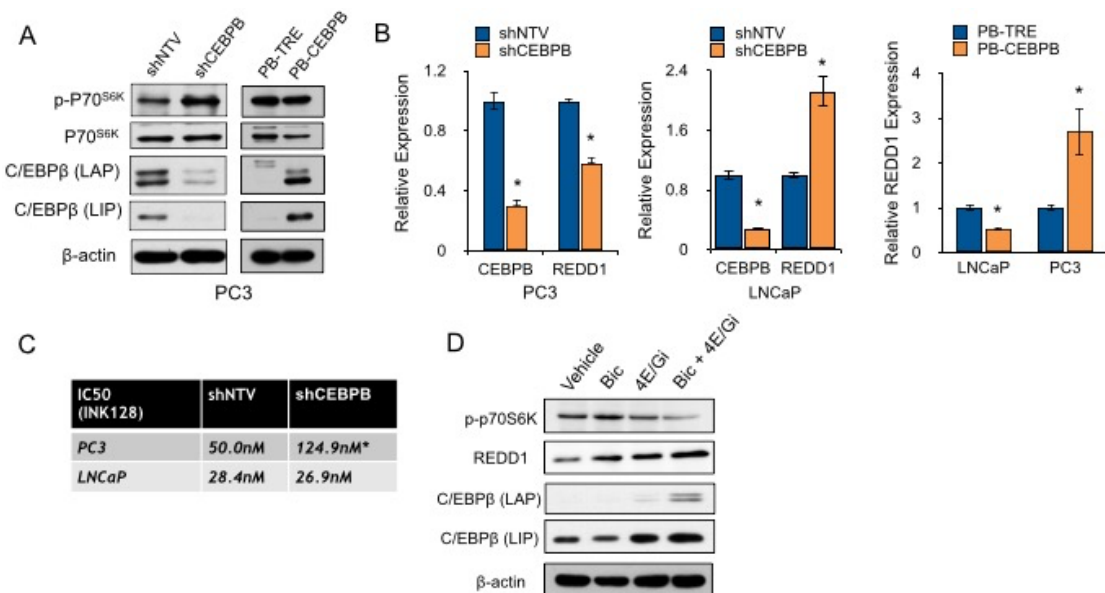 A
shNTV
shCEBPB
PB-TRE
PB-CEBPB
p-P70S6K
P70S6K
C/EBPβ (LAP)
C/EBPβ (LIP)
β-actin
PC3
B
shNTV
shCEBPB
Relative Expression
1.2
0.8
0.4
0
*
*
CEBPB
REDD1
PC3
shNTV
shCEBPB
Relative Expression
2.4
1.6
0.8
0
*
*
CEBPB
REDD1
LNCaP
PB-TRE
PB-CEBPB
Relative REDD1 Expression
4
3
2
1
0
*
*
LNCaP
PC3
C
IC50 (INK128)
shNTV
shCEBPB
PC3
50.0nM
124.9nM*
LNCaP
28.4nM
26.9nM
D
Vehicle
Bic
4E/Gi
Bic + 4E/Gi
p-p70S6K
REDD1
C/EBPβ (LAP)
C/EBPβ (LIP)
β-actin